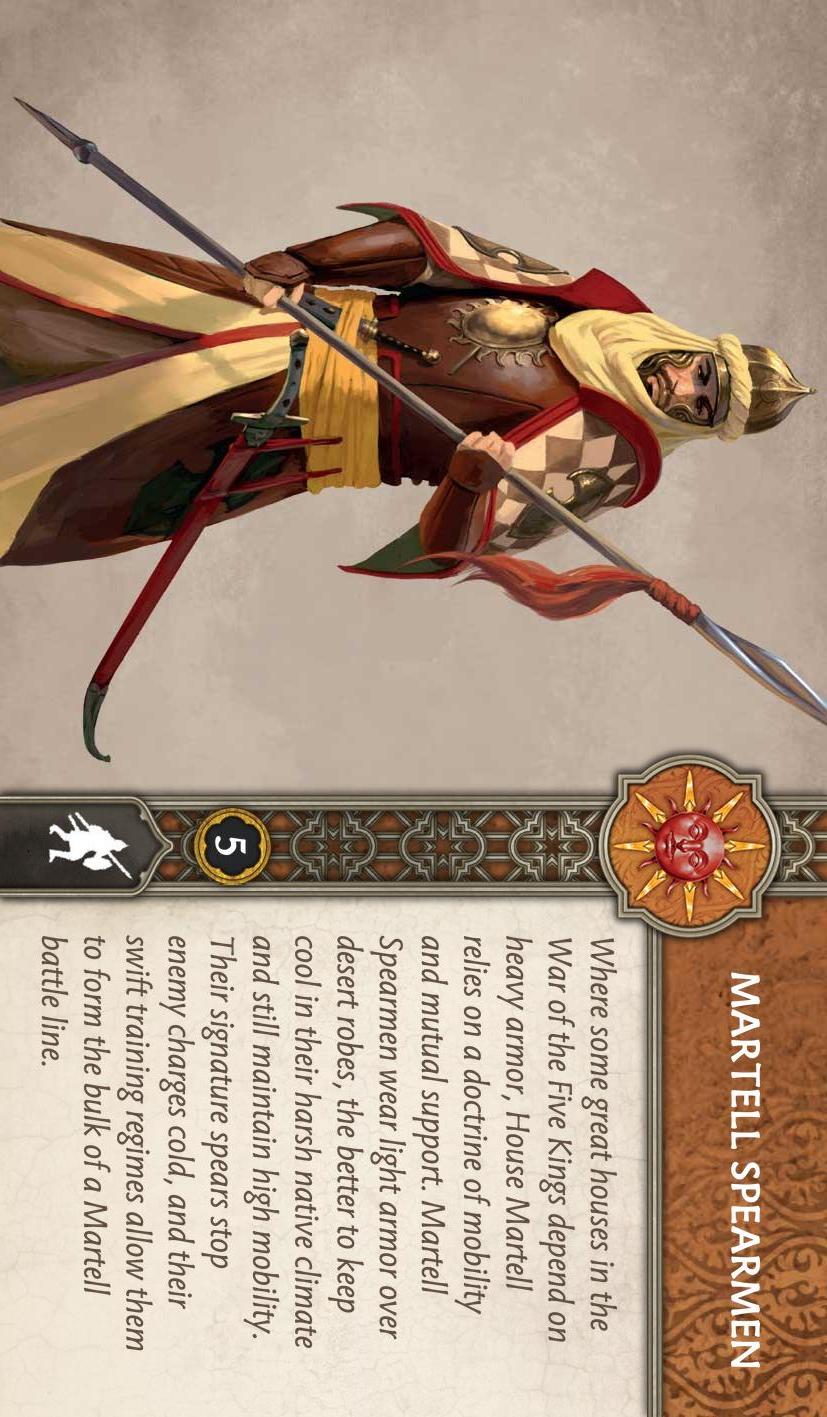 MARTELL SPEARMEN
Where some great houses in the
War of the Five Kings depend on
heavy armor, House Martell
relies on a doctrine of mobility
and mutual support. Martell
Spearmen wear light armor over
desert robes, the better to keep
cool in their harsh native climate
and still maintain high mobility.
Their signature spears stop
enemy charges cold, and their
swift training regimes allow them
to form the bulk of a Martell
battle line.
5